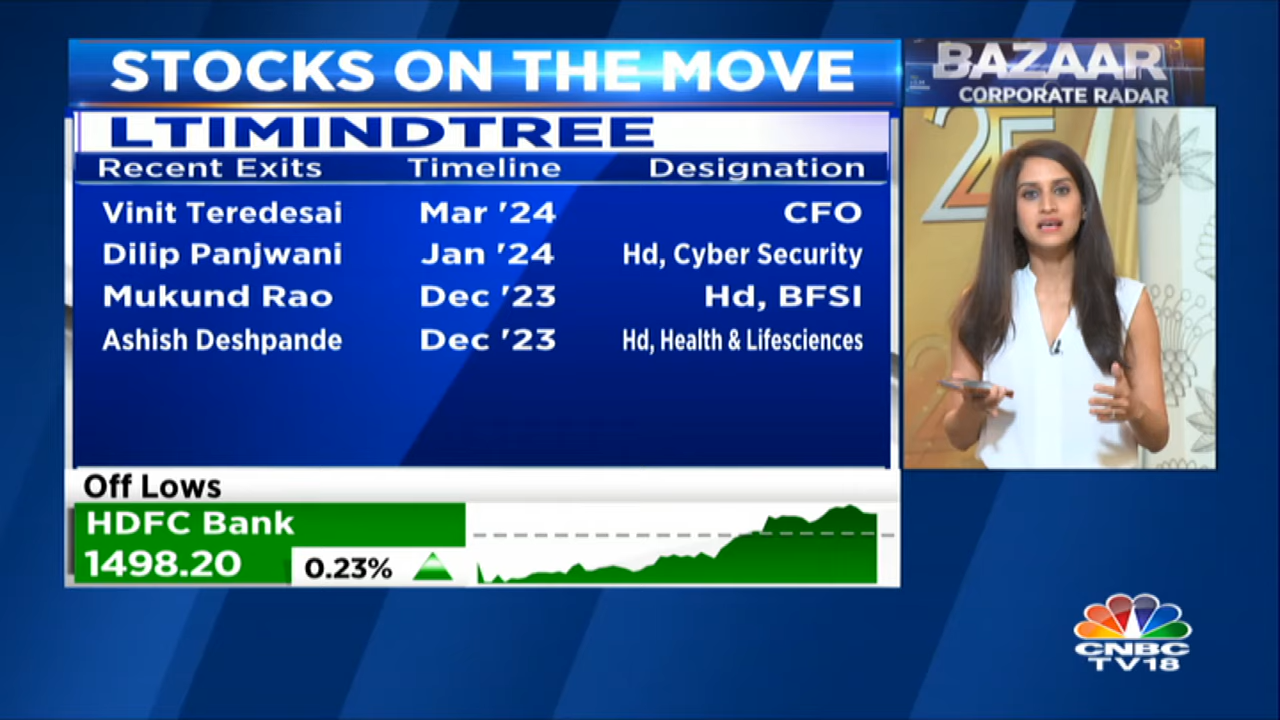 STOCKS ON THE MOVE
BAZAAR
CORPORATE RADAR
LTIMINDTREE
Recent Exits Timeline Designation
Vinit Teredesai Mar '24 CFO
Dilip Panjwani Jan '24 Hd, Cyber Security
Mukund Rao Dec '23 Hd, BFSI
Ashish Deshpande Dec '23 Hd, Health & Lifesciences
25
Off Lows
HDFC Bank
1498.20 0.23%
CNBC
TV18